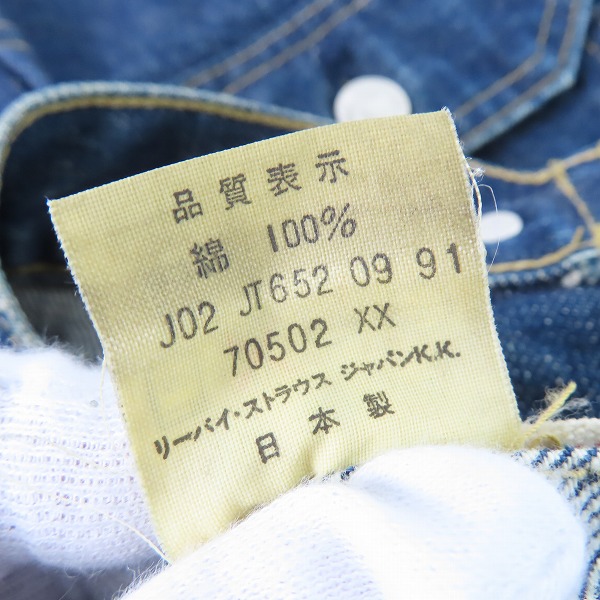 品質表示
綿 100%
J02 JT652 09 91
70502 XX
リーバイ・ストラウス ジャパンK.K.
日本製